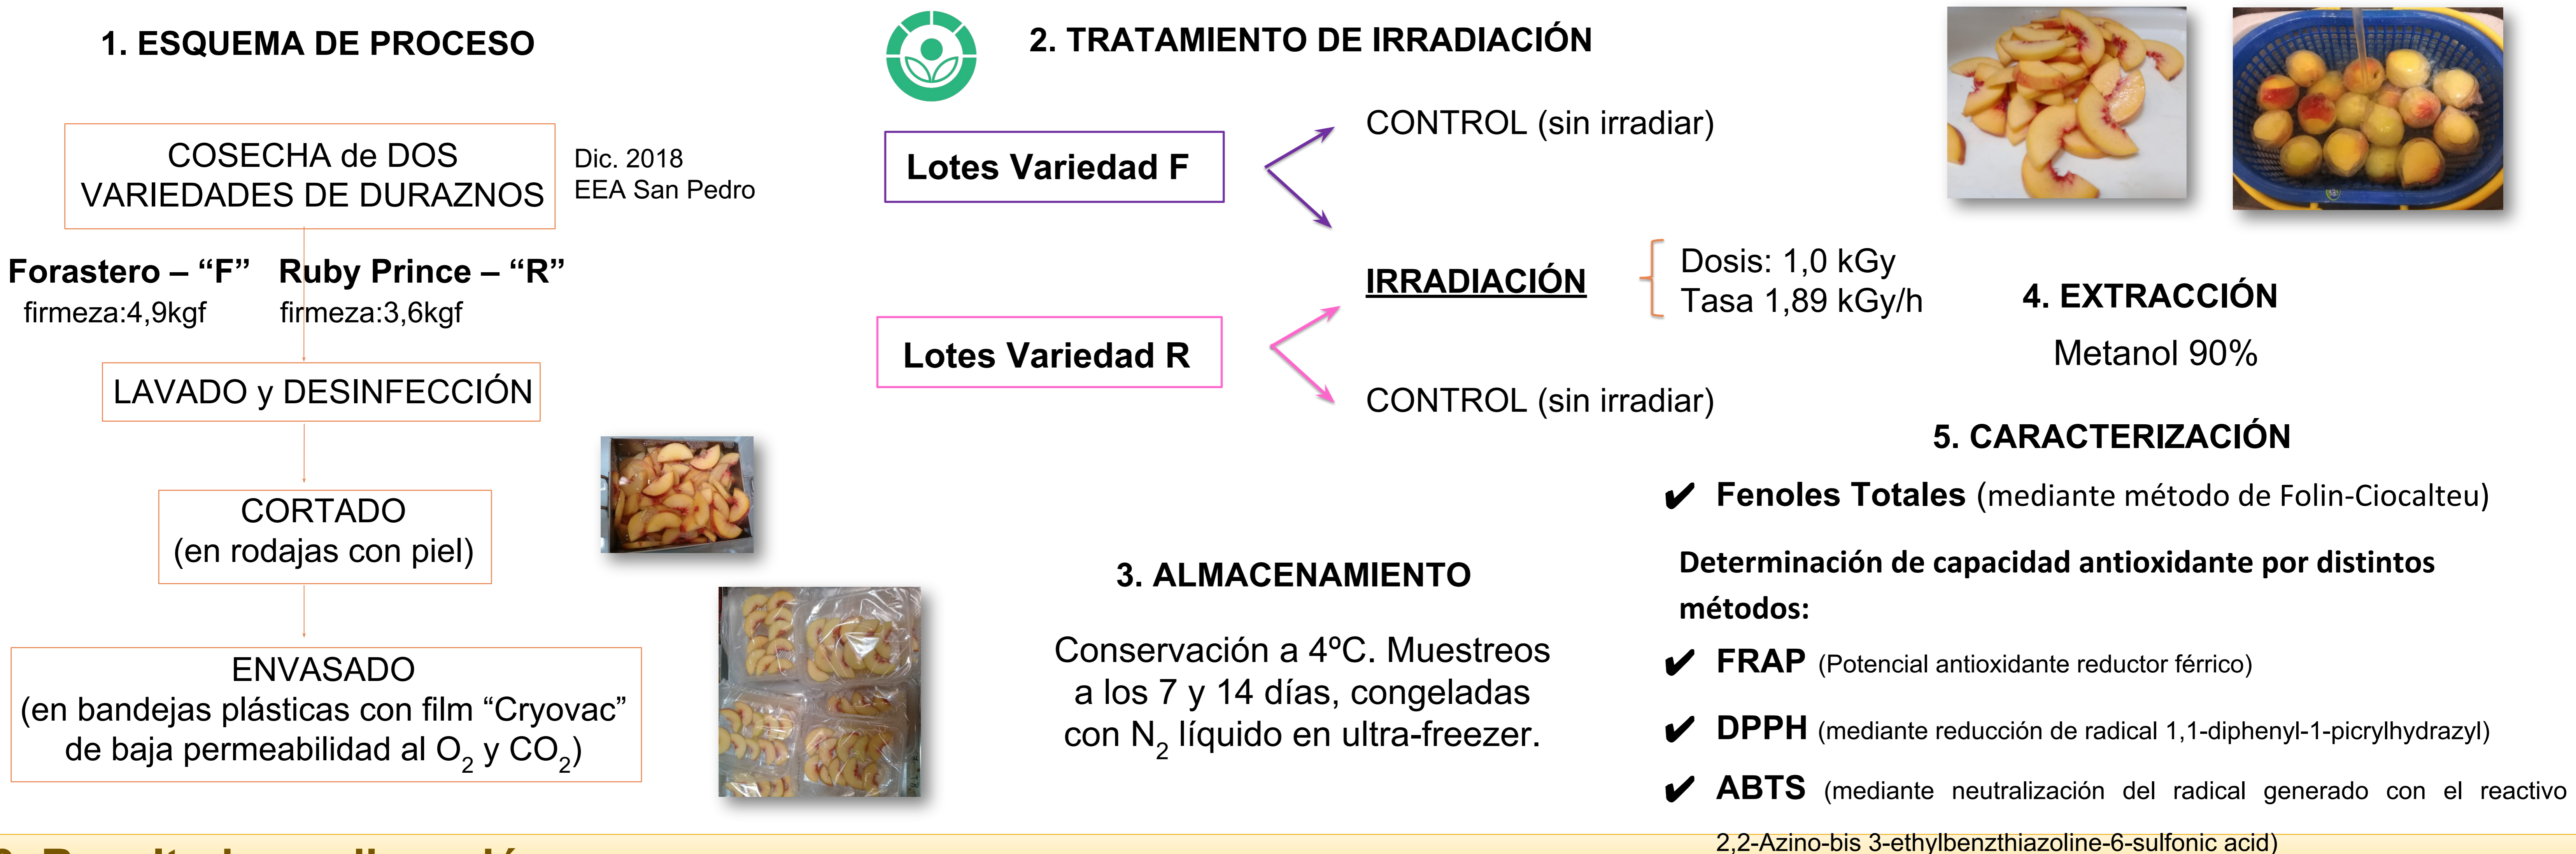 1. ESQUEMA DE PROCESO
COSECHA de DOS
VARIEDADES DE DURAZNOS
Dic. 2018
EEA San Pedro
Forastero – “F” Ruby Prince – “R”
firmeza:4,9kgf firmeza:3,6kgf
LAVADO y DESINFECCIÓN
CORTADO
(en rodajas con piel)
ENVASADO
(en bandejas plásticas con film “Cryovac”
de baja permeabilidad al O2 y CO2)
2. TRATAMIENTO DE IRRADIACIÓN
Lotes Variedad F
CONTROL (sin irradiar)
IRRADIACIÓN
Dosis: 1,0 kGy
Tasa 1,89 kGy/h
Lotes Variedad R
CONTROL (sin irradiar)
3. ALMACENAMIENTO
Conservación a 4ºC. Muestreos
a los 7 y 14 días, congeladas
con N2 líquido en ultra-freezer.
4. EXTRACCIÓN
Metanol 90%
5. CARACTERIZACIÓN
✔ Fenoles Totales (mediante método de Folin-Ciocalteu)
Determinación de capacidad antioxidante por distintos
métodos:
✔ FRAP (Potencial antioxidante reductor férrico)
✔ DPPH (mediante reducción de radical 1,1-diphenyl-1-picrylhydrazyl)
✔ ABTS (mediante neutralización del radical generado con el reactivo
2,2-Azino-bis 3-ethylbenzthiazoline-6-sulfonic acid)